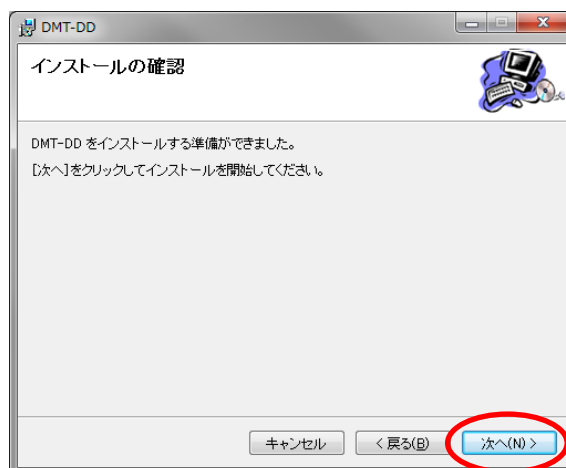 DMT-DD
インストールの確認
DMT-DD をインストールする準備ができました。
[次へ]をクリックしてインストールを開始してください。
キャンセル
< 戻る(B)
次へ(N) >